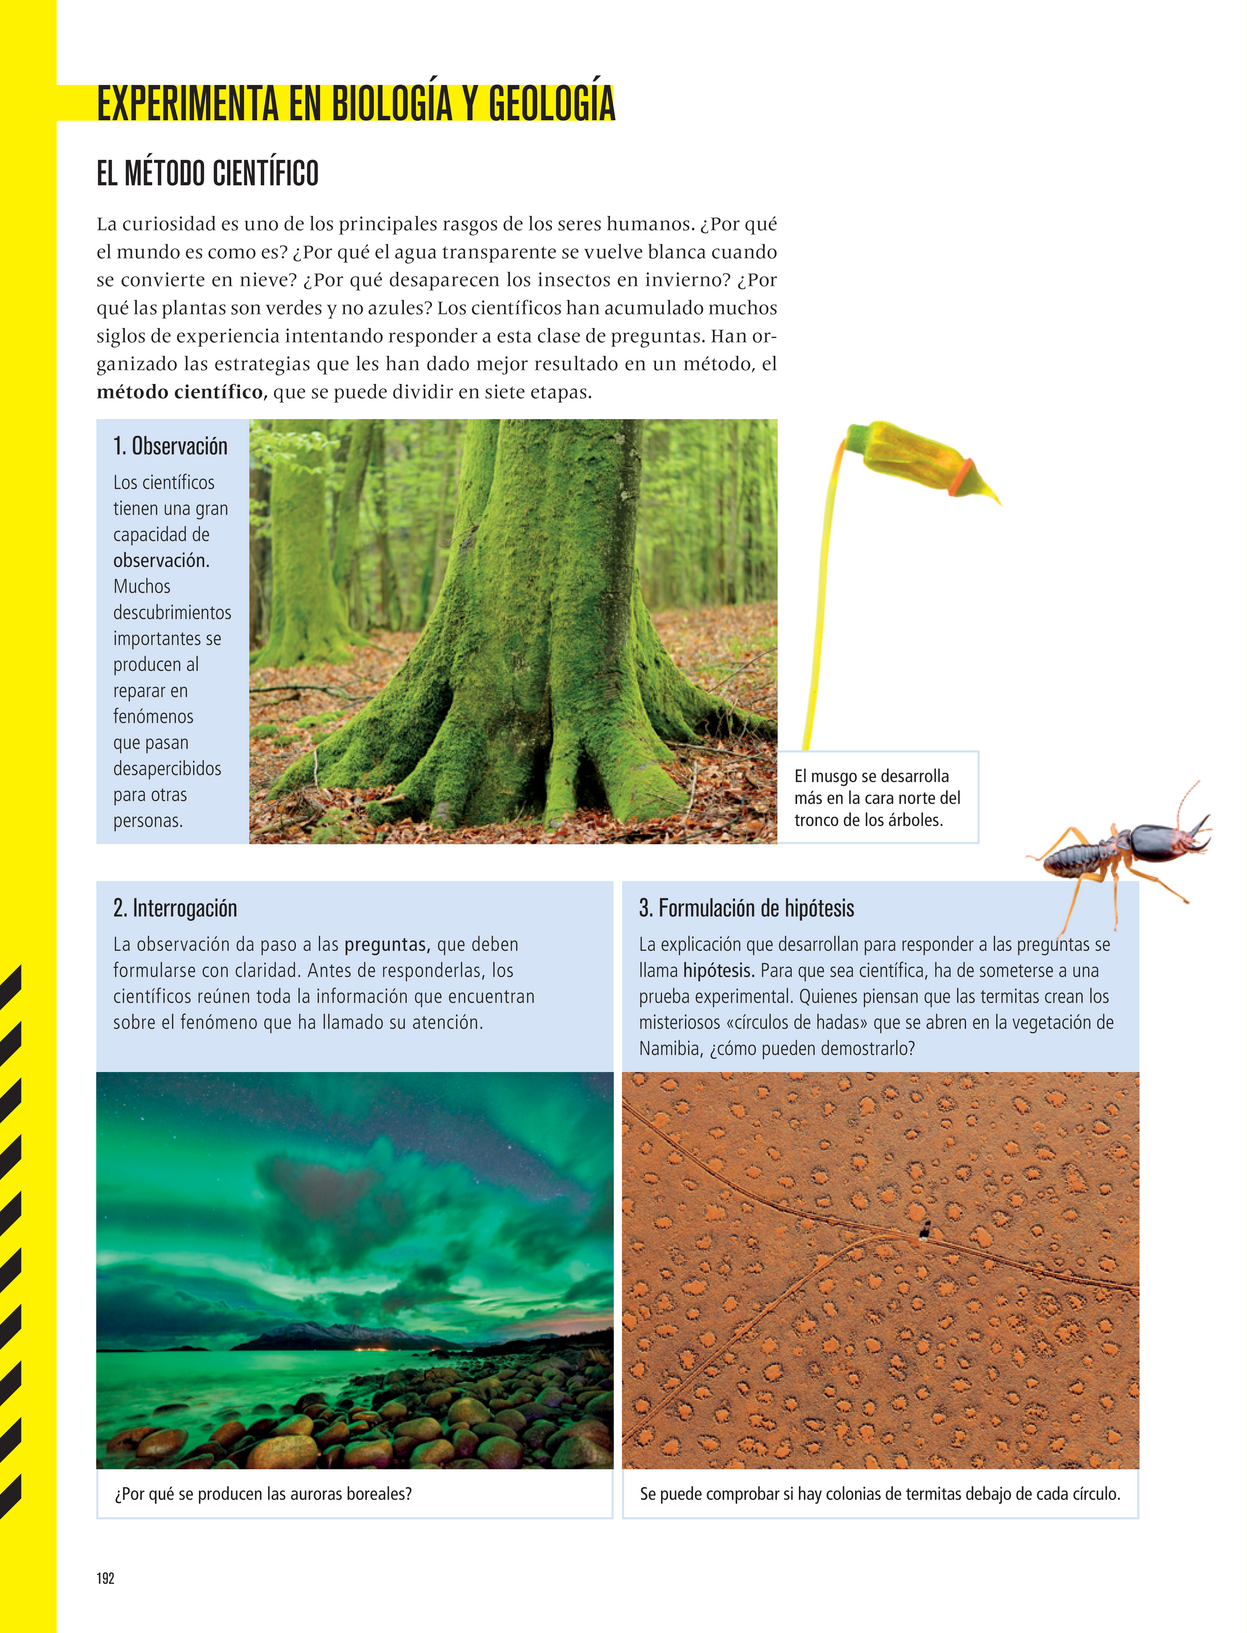 EXPERIMENTA EN BIOLOGÍA Y GEOLOGÍA
EL MÉTODO CIENTÍFICO
La curiosidad es uno de los principales rasgos de los seres humanos. ¿Por qué
el mundo es como es? ¿Por qué el agua transparente se vuelve blanca cuando
se convierte en nieve? ¿Por qué desaparecen los insectos en invierno? ¿Por
qué las plantas son verdes y no azules? Los científicos han acumulado muchos
siglos de experiencia intentando responder a esta clase de preguntas. Han or-
ganizado las estrategias que les han dado mejor resultado en un método, el
método científico, que se puede dividir en siete etapas.
1. Observación
Los científicos
tienen una gran
capacidad de
observación.
Muchos
descubrimientos
importantes se
producen al
reparar en
fenómenos
que pasan
desapercibidos
para otras
personas.
El musgo se desarrolla
más en la cara norte del
tronco de los árboles.
2. Interrogación
La observación da paso a las preguntas, que deben
formularse con claridad. Antes de responderlas, los
científicos reúnen toda la información que encuentran
sobre el fenómeno que ha llamado su atención.
¿Por qué se producen las auroras boreales?
3. Formulación de hipótesis
La explicación que desarrollan para responder a las preguntas se
llama hipótesis. Para que sea científica, ha de someterse a una
prueba experimental. Quienes piensan que las termitas crean los
misteriosos «círculos de hadas» que se abren en la vegetación de
Namibia, ¿cómo pueden demostrarlo?
Se puede comprobar si hay colonias de termitas debajo de cada círculo.
192